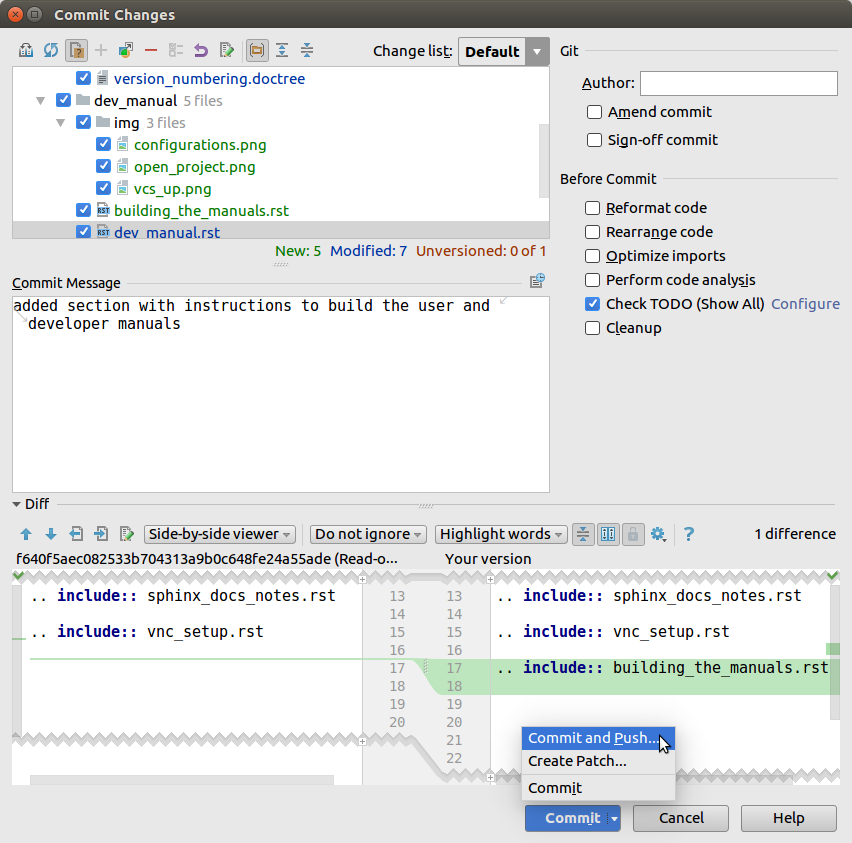 Commit Changes
Change list: Default
version_numbering.doctree
dev_manual 5 files
img 3 files
configurations.png
open_project.png
vcs_up.png
RST building_the_manuals.rst
RST dev_manual.rst
New: 5 Modified: 7 Unversioned: 0 of 1
Commit Message
added section with instructions to build the user and
developer manuals
Git
Author:
Amend commit
Sign-off commit
Before Commit
Reformat code
Rearrange code
Optimize imports
Perform code analysis
Check TODO (Show All) Configure
Cleanup
Diff
Side-by-side viewer Do not ignore Highlight words ? 1 difference
f640f5aec082533b704313a9b0c648fe24a55ade (Read-o... Your version
.. include:: sphinx_docs_notes.rst 13 13 .. include:: sphinx_docs_notes.rst
14 14
.. include:: vnc_setup.rst 15 15 .. include:: vnc_setup.rst
16 16
17 17 .. include:: building_the_manuals.rst
18 18
19 19
20 20
21
22
Commit and Push...
Create Patch...
Commit
Commit Cancel Help